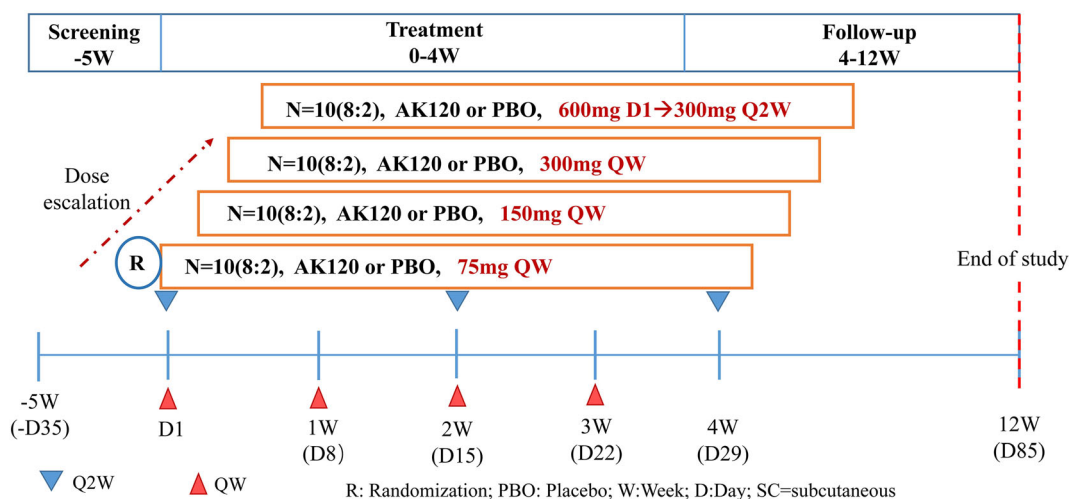 Screening
-5W
Treatment
0-4W
Follow-up
4-12W
N=10(8:2), AK120 or PBO, 600mg D1→300mg Q2W
N=10(8:2), AK120 or PBO, 300mg QW
Dose
escalation
N=10(8:2), AK120 or PBO, 150mg QW
R
N=10(8:2), AK120 or PBO, 75mg QW
End of study
-5W
(-D35)
D1
1W
(D8)
2W
(D15)
3W
(D22)
4W
(D29)
12W
(D85)
Q2W
QW
R: Randomization; PBO: Placebo; W:Week; D:Day; SC=subcutaneous